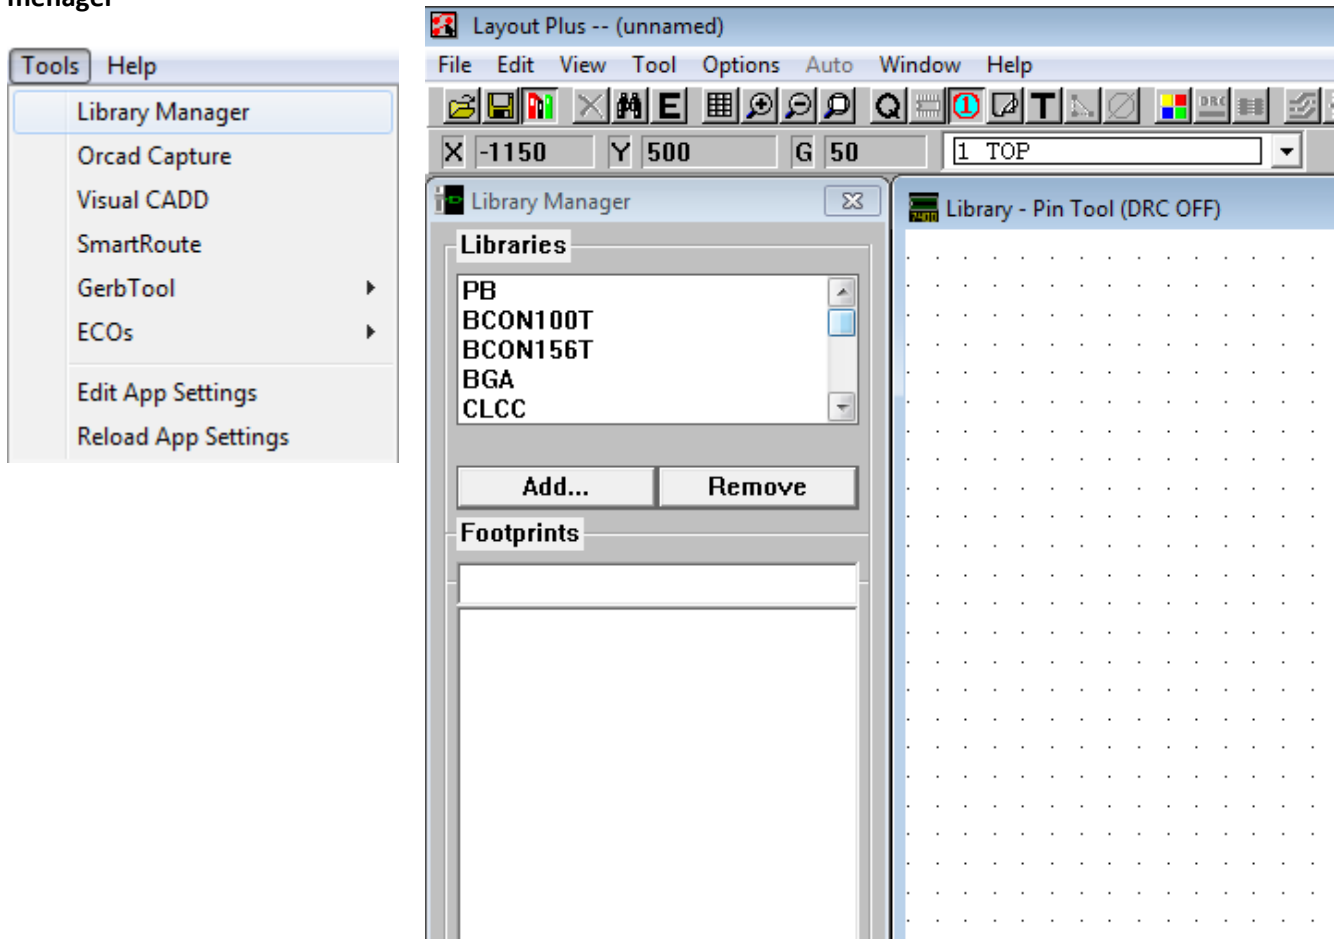 menager
Tools Help
Library Manager
Orcad Capture
Visual CADD
SmartRoute
GerbTool
ECOs
Edit App Settings
Reload App Settings
Layout Plus -- (unnamed)
File Edit View Tool Options Auto Window Help
E Q 1 T DRC
X -1150 Y 500 G 50 1 TOP
Library Manager
Libraries
PB
BCON100T
BCON156T
BGA
CLCC
Add... Remove
Footprints
Library - Pin Tool (DRC OFF)